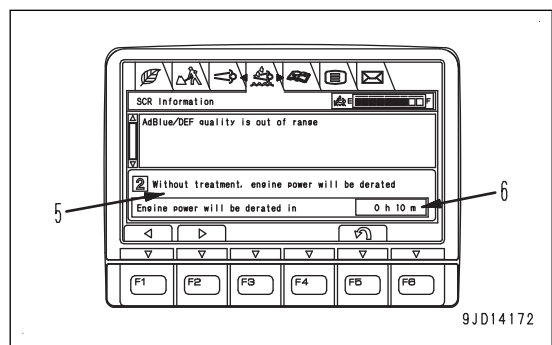 SCR Information
E F
AdBlue/DEF quality is out of range
2 Without treatment, engine power will be derated
Engine power will be derated in 0 h 10 m
5
6
F1 F2 F3 F4 F5 F6
9JD14172